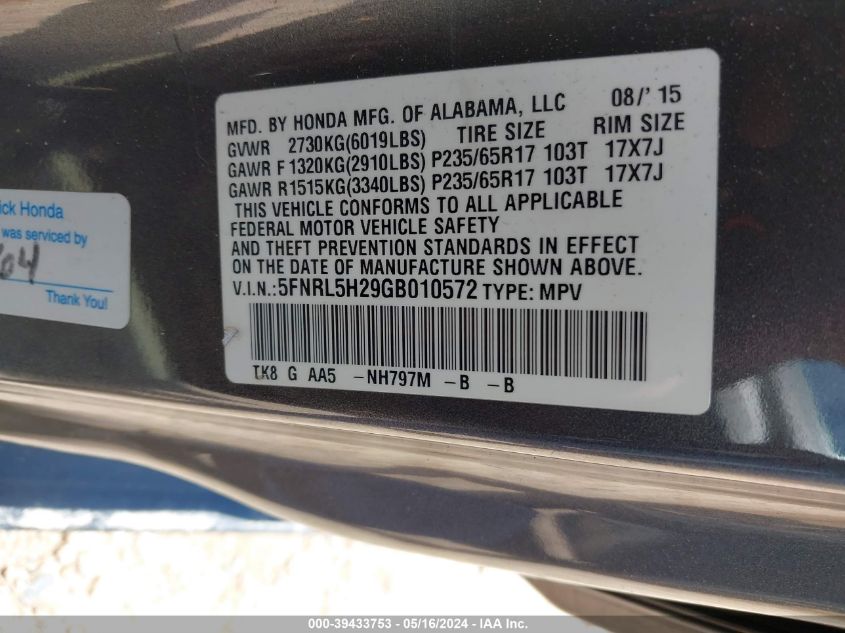 MFD. BY HONDA MFG. OF ALABAMA, LLC 08/' 15
GVWR 2730KG(6019LBS) TIRE SIZE RIM SIZE
GAWR F 1320KG(2910LBS) P235/65R17 103T 17X7J
GAWR R1515KG(3340LBS) P235/65R17 103T 17X7J
THIS VEHICLE CONFORMS TO ALL APPLICABLE
FEDERAL MOTOR VEHICLE SAFETY
AND THEFT PREVENTION STANDARDS IN EFFECT
ON THE DATE OF MANUFACTURE SHOWN ABOVE.
V.I.N.:5FNRL5H29GB010572 TYPE: MPV
TK8 G AA5 -NH797M -B -B
ick Honda
was serviced by
64
Thank You!
000-39433753 - 05/16/2024 - IAA Inc.